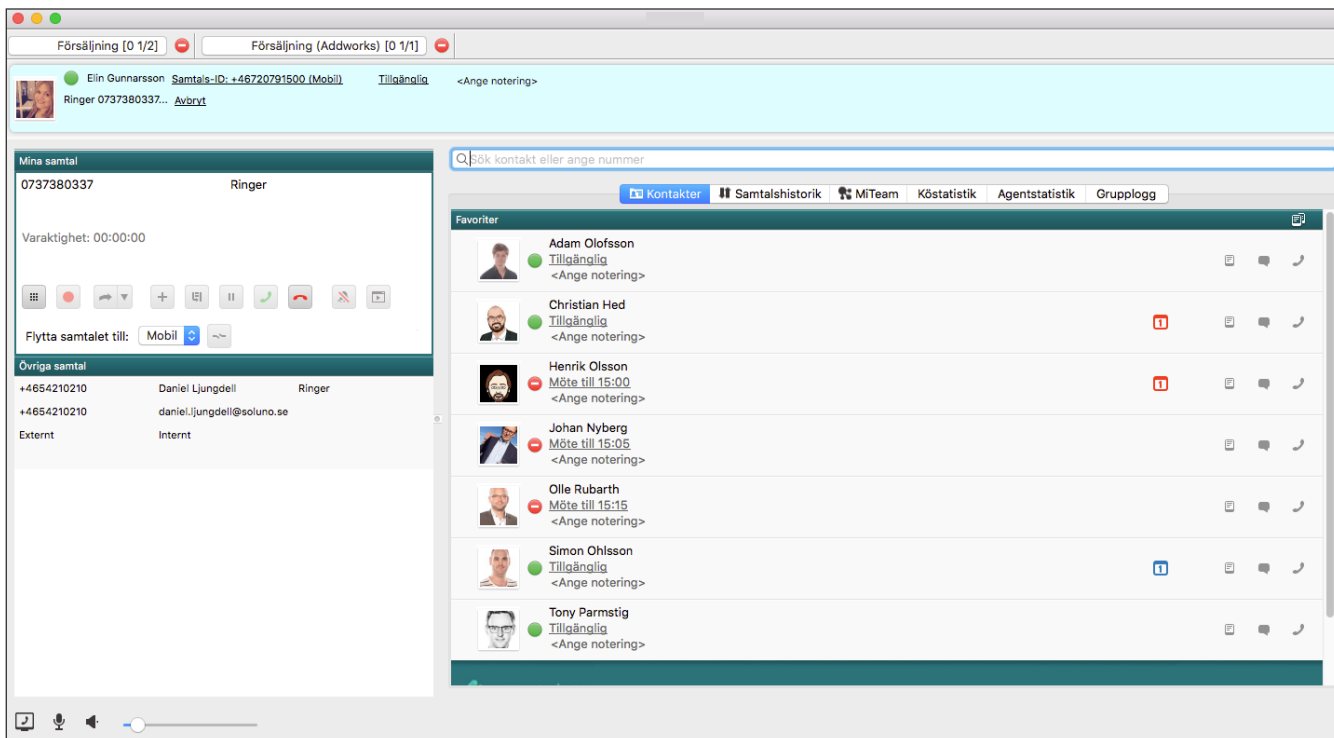 Försäljning [0 1/2] Försäljning (Addworks) [0 1/1]
Elin Gunnarsson Samtals-ID: +46720791500 (Mobil) Tillgänglig <Ange notering>
Ringer 0737380337... Avbryt
Mina samtal
0737380337 Ringer
Varaktighet: 00:00:00
Flytta samtalet till: Mobil
Övriga samtal
+4654210210 Daniel Ljungdell Ringer
+4654210210 daniel.ljungdell@soluno.se
Externt Internt
Sök kontakt eller ange nummer
Kontakter Samtalshistorik MiTeam Köstatistik Agentstatistik Grupplogg
Favoriter
Adam Olofsson
Tillgänglig
<Ange notering>
Christian Hed
Tillgänglig
<Ange notering>
1
Henrik Olsson
Möte till 15:00
<Ange notering>
1
Johan Nyberg
Möte till 15:05
<Ange notering>
Olle Rubarth
Möte till 15:15
<Ange notering>
Simon Ohlsson
Tillgänglig
<Ange notering>
1
Tony Parmstig
Tillgänglig
<Ange notering>